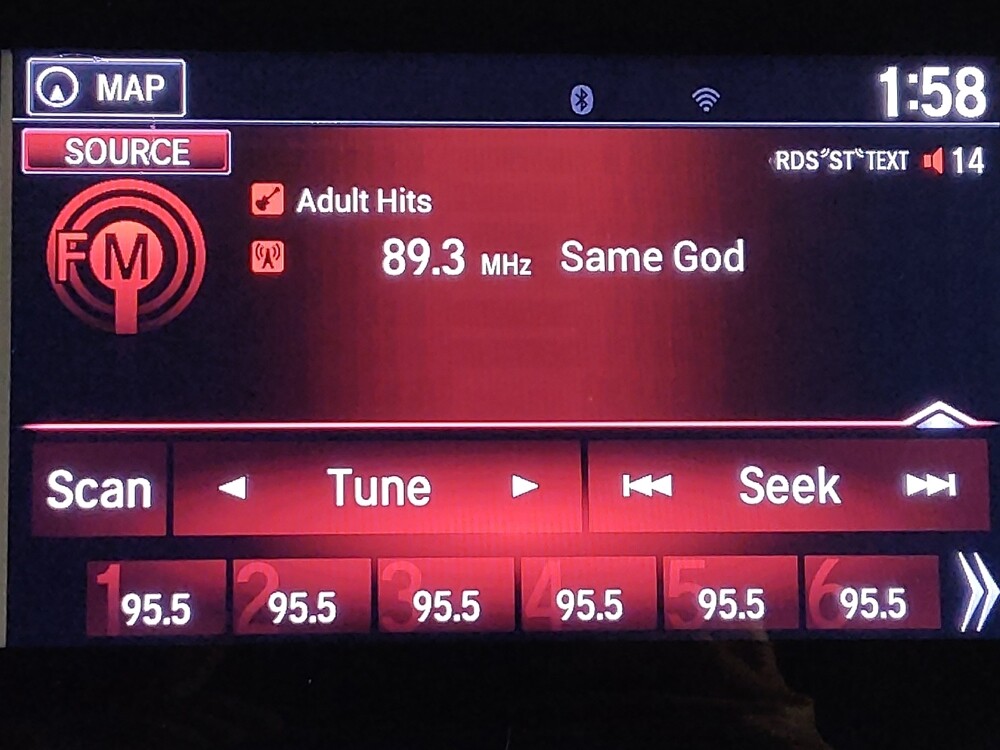 MAP 1:58
SOURCE RDS "ST" TEXT 14
Adult Hits
FM 89.3 MHz Same God
Scan Tune Seek
1 95.5 2 95.5 3 95.5 4 95.5 5 95.5 6 95.5